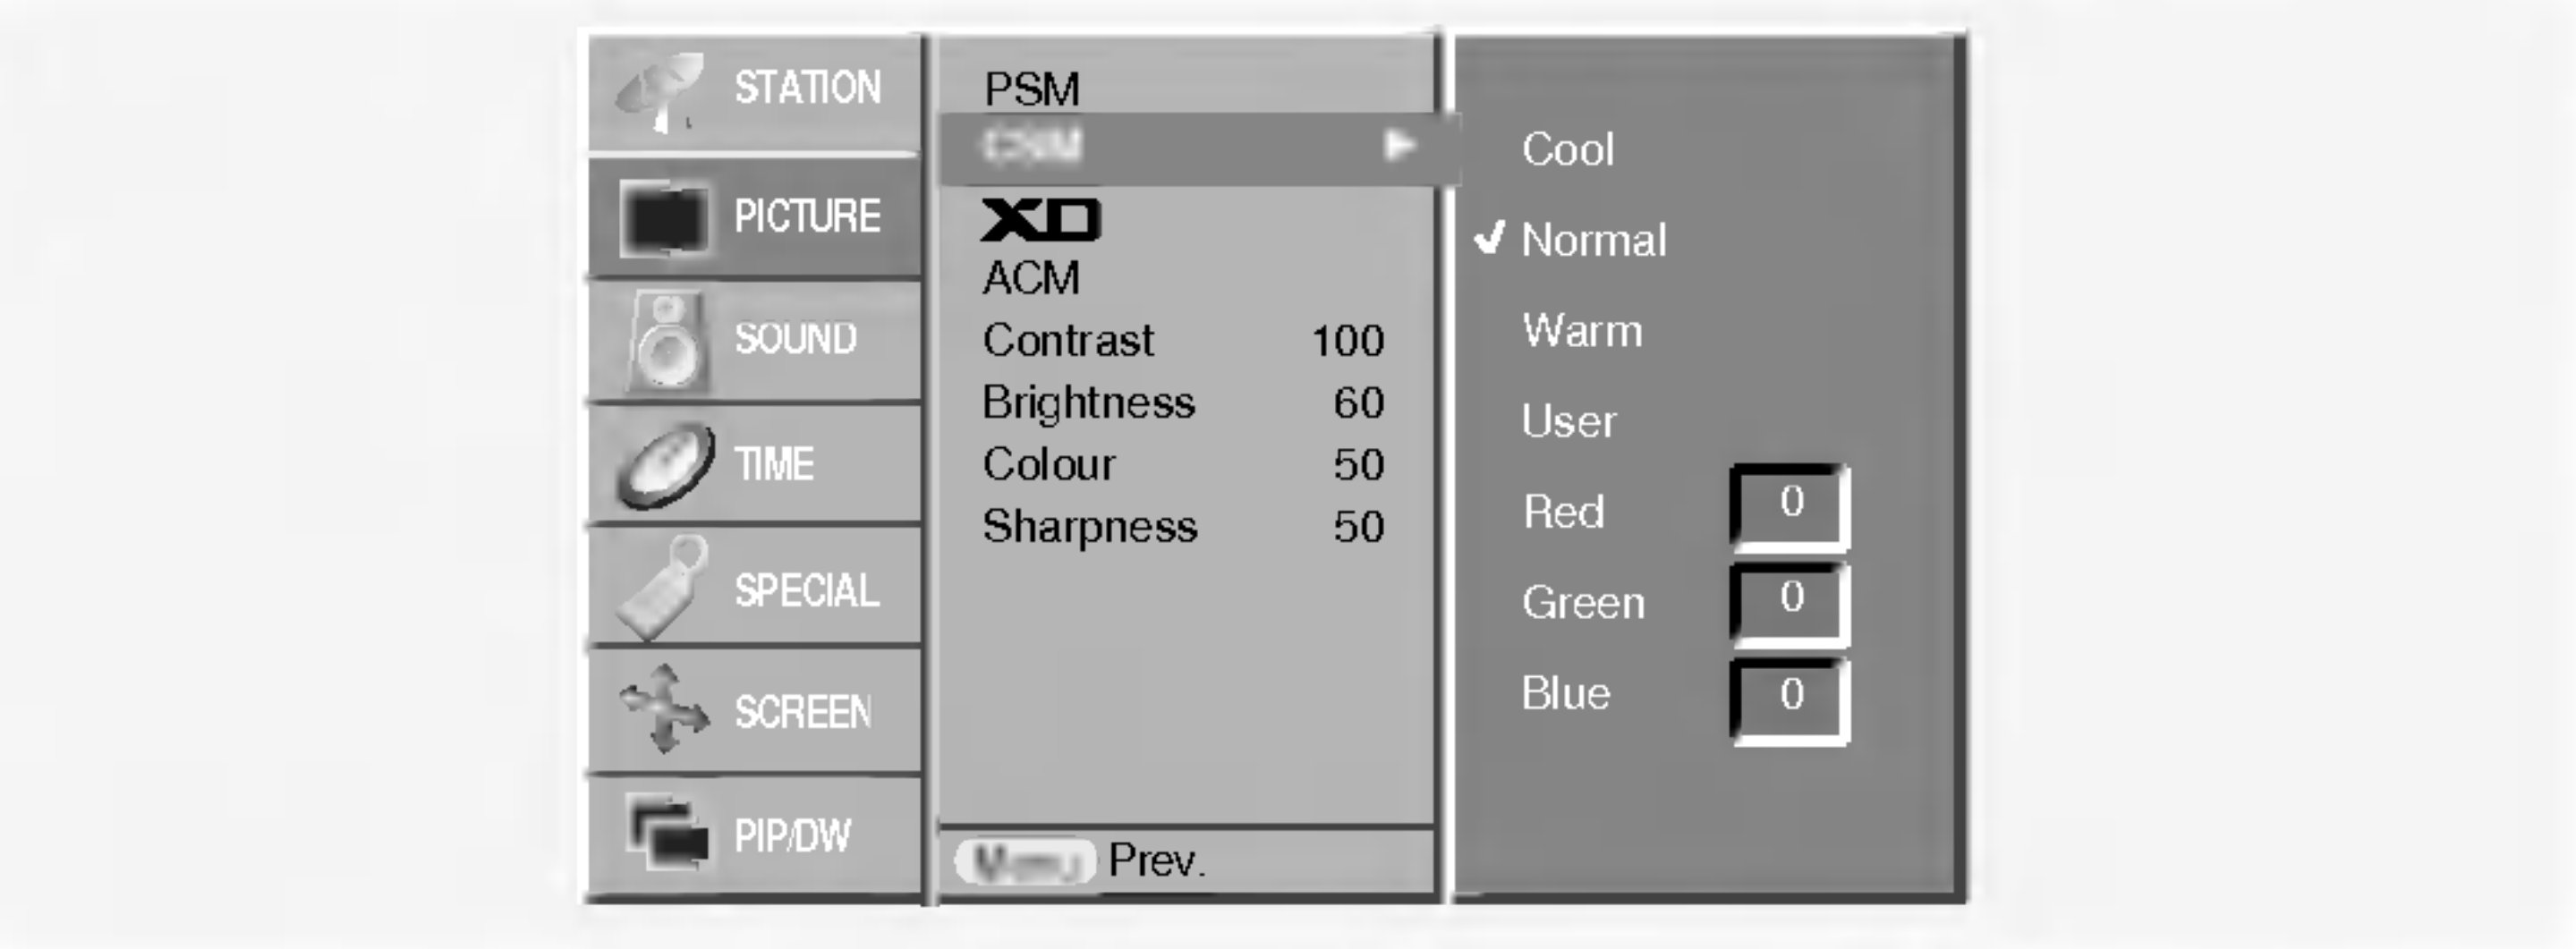 STATION
PICTURE
SOUND
TIME
SPECIAL
SCREEN
PIP/DW
PSM
XD
ACM
Contrast 100
Brightness 60
Colour 50
Sharpness 50
Prev.
Cool
✓ Normal
Warm
User
Red 0
Green 0
Blue 0